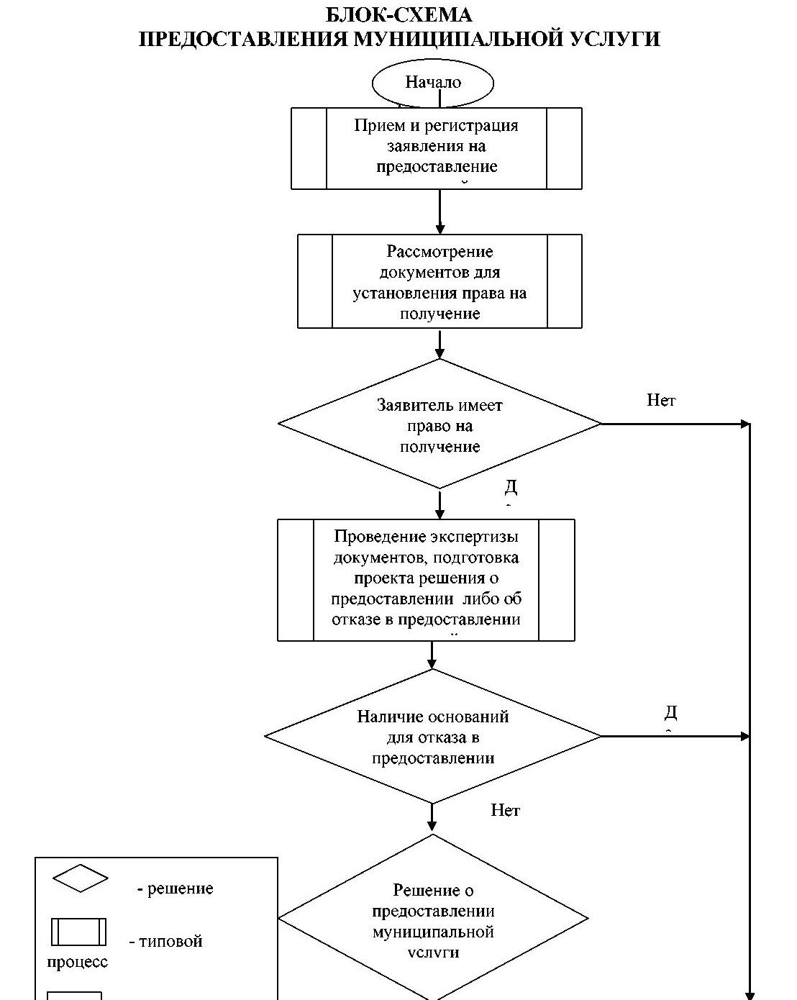 БЛОК-СХЕМА
ПРЕДОСТАВЛЕНИЯ МУНИЦИПАЛЬНОЙ УСЛУГИ
Начало
Прием и регистрация
заявления на
предоставление
Рассмотрение
документов для
установления права на
получение
Заявитель имеет
право на
получение
Нет
Д
Проведение экспертизы
документов, подготовка
проекта решения о
предоставлении либо об
отказе в предоставлении
Наличие оснований
для отказа в
предоставлении
Д
Нет
Решение о
предоставлении
муниципальной
услуги
- решение
- типовой
процесс